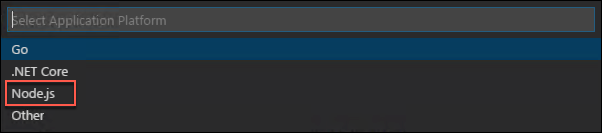 Select Application Platform
Go
.NET Core
Node.js
Other